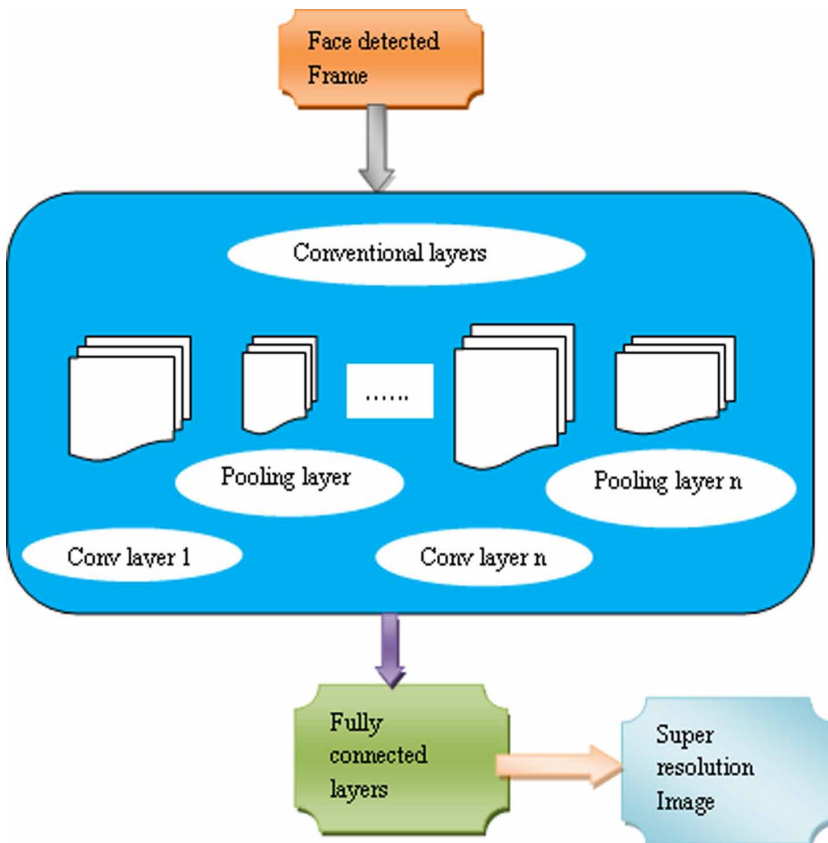 Face detected
Frame
Conventional layers
......
Pooling layer
Pooling layer n
Conv layer 1
Conv layer n
Fully
connected
layers
Super
resolution
Image